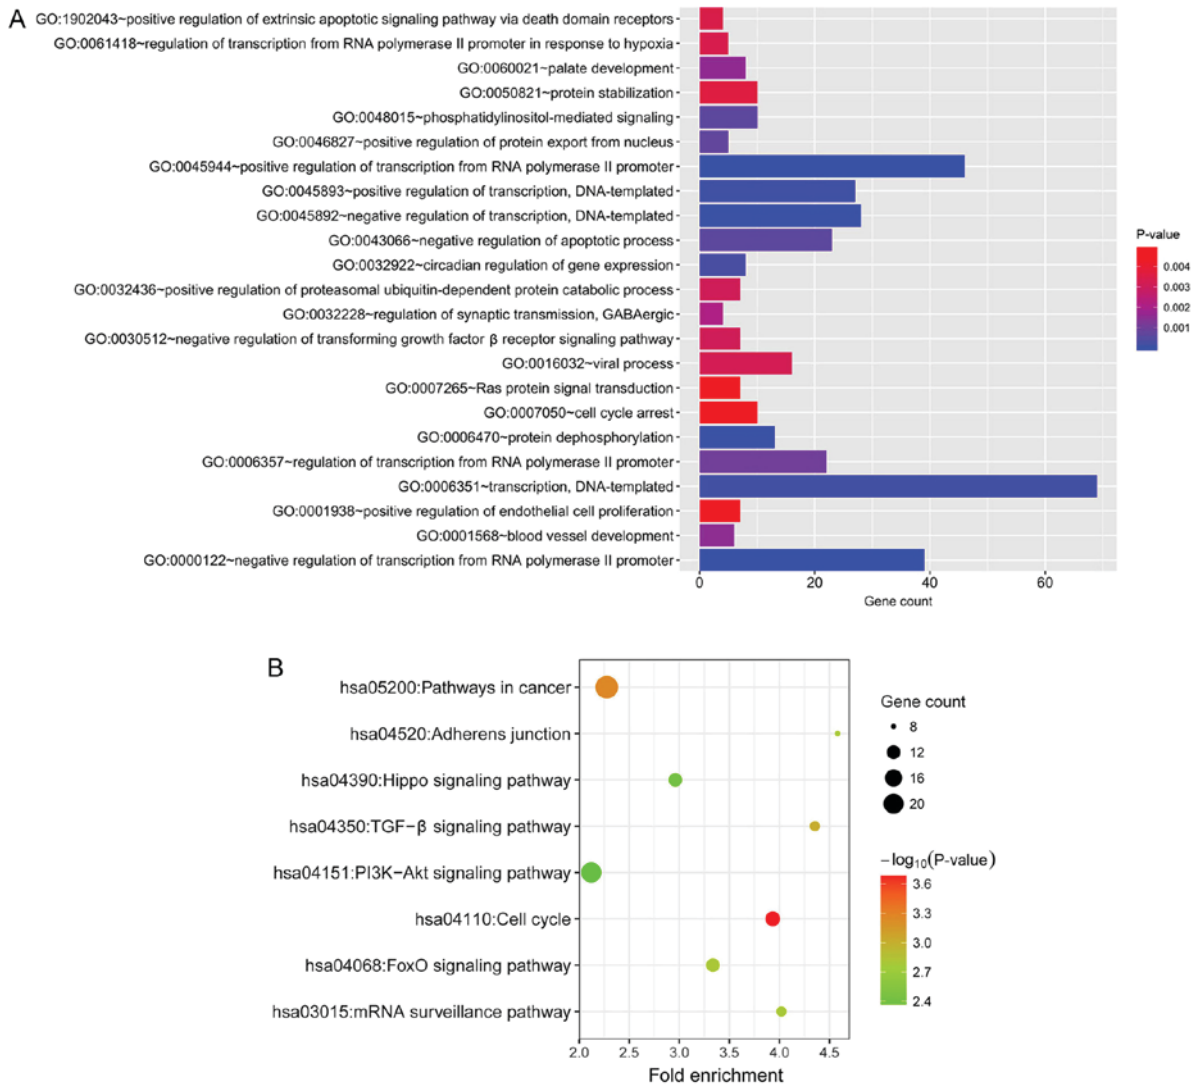 A
GO:1902043~positive regulation of extrinsic apoptotic signaling pathway via death domain receptors
GO:0061418~regulation of transcription from RNA polymerase II promoter in response to hypoxia
GO:0060021~palate development
GO:0050821~protein stabilization
GO:0048015~phosphatidylinositol-mediated signaling
GO:0046827~positive regulation of protein export from nucleus
GO:0045944~positive regulation of transcription from RNA polymerase II promoter
GO:0045893~positive regulation of transcription, DNA-templated
GO:0045892~negative regulation of transcription, DNA-templated
GO:0043066~negative regulation of apoptotic process
GO:0032922~circadian regulation of gene expression
GO:0032436~positive regulation of proteasomal ubiquitin-dependent protein catabolic process
GO:0032228~regulation of synaptic transmission, GABAergic
GO:0030512~negative regulation of transforming growth factor β receptor signaling pathway
GO:0016032~viral process
GO:0007265~Ras protein signal transduction
GO:0007050~cell cycle arrest
GO:0006470~protein dephosphorylation
GO:0006357~regulation of transcription from RNA polymerase II promoter
GO:0006351~transcription, DNA-templated
GO:0001938~positive regulation of endothelial cell proliferation
GO:0001568~blood vessel development
GO:0000122~negative regulation of transcription from RNA polymerase II promoter
0 20 40 60
Gene count
P-value
0.004
0.003
0.002
0.001
B
hsa05200:Pathways in cancer
hsa04520:Adherens junction
hsa04390:Hippo signaling pathway
hsa04350:TGF−β signaling pathway
hsa04151:PI3K−Akt signaling pathway
hsa04110:Cell cycle
hsa04068:FoxO signaling pathway
hsa03015:mRNA surveillance pathway
2.0 2.5 3.0 3.5 4.0 4.5
Fold enrichment
Gene count
8
12
16
20
−log10(P-value)
3.6
3.3
3.0
2.7
2.4